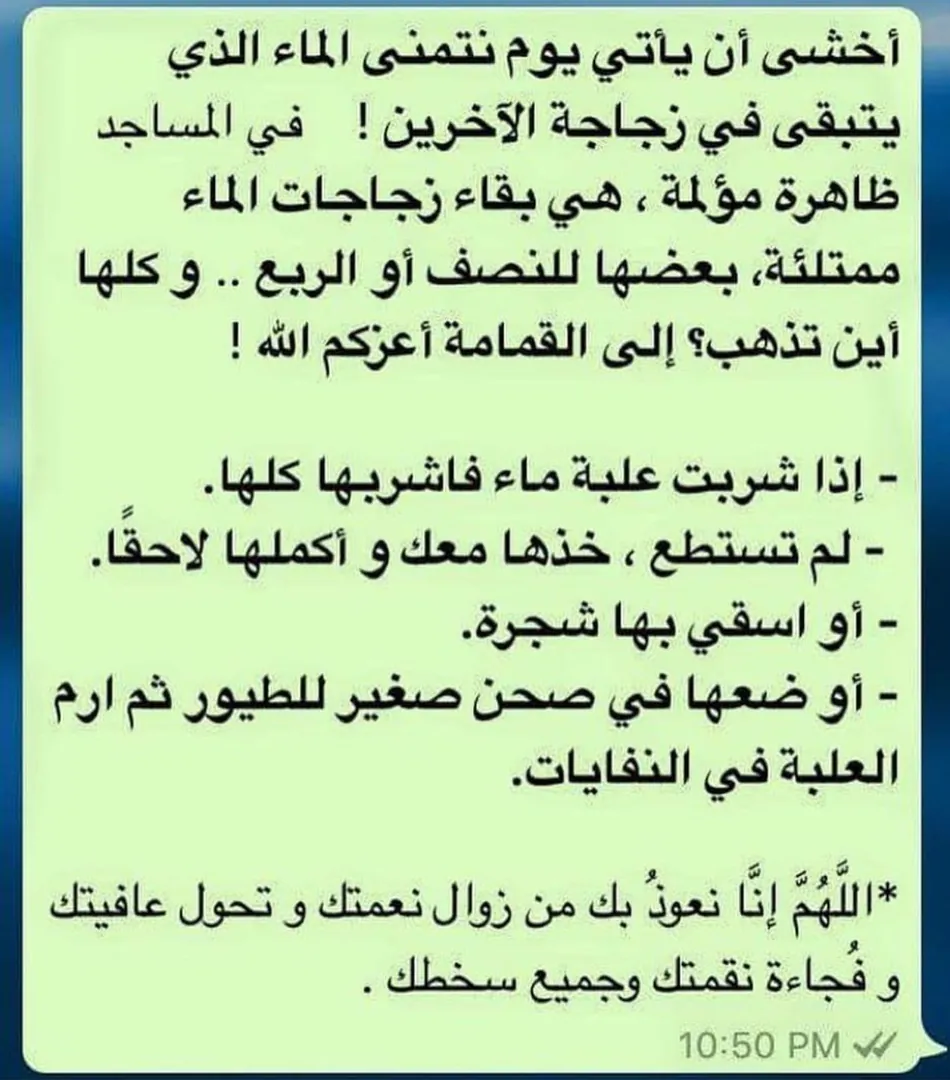 أخشى أن يأتي يوم نتمنى الماء الذي
يتبقى في زجاجة الآخرين ! في المساجد
ظاهرة مؤلمة ، هي بقاء زجاجات الماء
ممتلئة، بعضها للنصف أو الربع .. و كلها
أين تذهب؟ إلى القمامة أعزكم الله !
- إذا شربت علبة ماء فاشربها كلها.
- لم تستطع ، خذها معك و أكملها لاحقًا.
- أو اسقي بها شجرة.
- أو ضعها في صحن صغير للطيور ثم ارم
العلبة في النفايات.
*اللَّهُمَّ إنَّا نعوذُ بك من زوال نعمتك و تحول عافيتك
و فُجاءة نقمتك وجميع سخطك .
10:50 PM